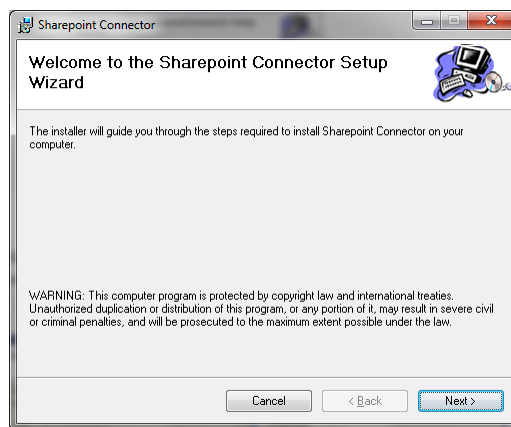 Sharepoint Connector
Welcome to the Sharepoint Connector Setup
Wizard
The installer will guide you through the steps required to install Sharepoint Connector on your
computer.
WARNING: This computer program is protected by copyright law and international treaties.
Unauthorized duplication or distribution of this program, or any portion of it, may result in severe civil
or criminal penalties, and will be prosecuted to the maximum extent possible under the law.
Cancel
< Back
Next >